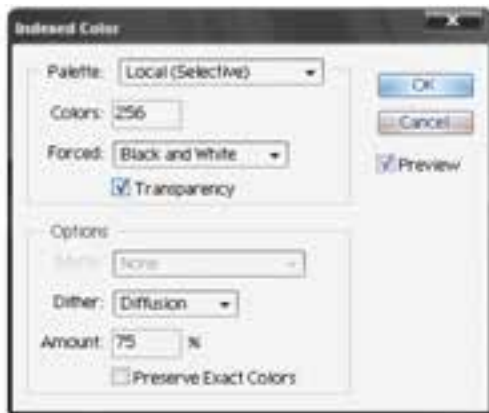 Indexed Color
Palette: Local (Selective)
Colors: 256
Forced: Black and White
Transparency
OK
Cancel
Preview
Options
Matte: None
Dither: Diffusion
Amount: 75 %
Preserve Exact Colors